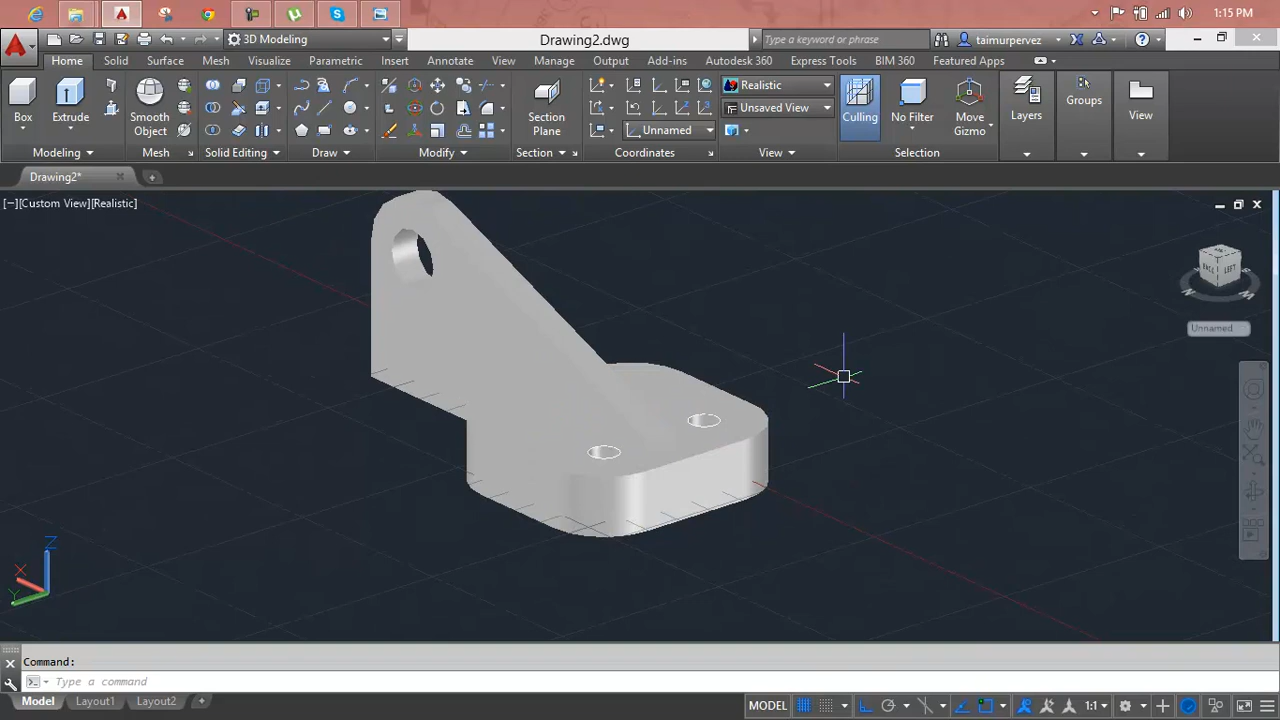 1:15 PM
3D Modeling
Drawing2.dwg
Type a keyword or phrase
taimurpervez
Home Solid Surface Mesh Visualize Parametric Insert Annotate View Manage Output Add-ins Autodesk 360 Express Tools BIM 360 Featured Apps
Realistic
Unsaved View
Unnamed
Box
Extrude
Smooth
Object
Section
Plane
Culling
No Filter
Move
Gizmo
Layers
Groups
View
Modeling
Mesh
Solid Editing
Draw
Modify
Section
Coordinates
View
Selection
Drawing2*
[−][Custom View][Realistic]
BACK
LEFT
N
W
Unnamed
Z
X
Y
Command:
Type a command
Model Layout1 Layout2 +
MODEL
1:1